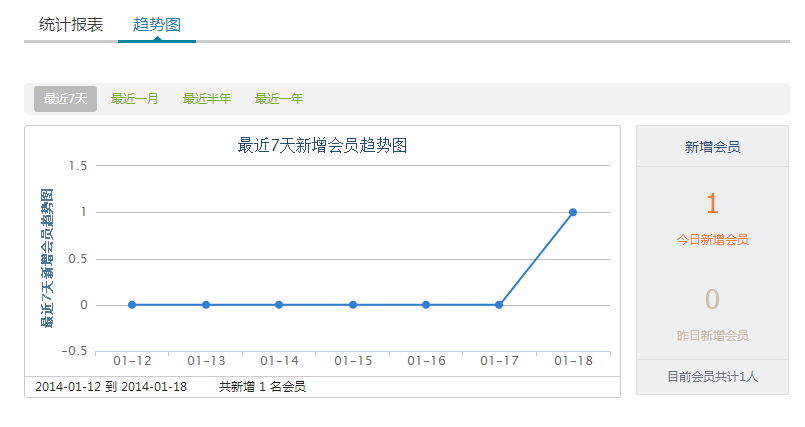 统计报表 趋势图
最近7天 最近一月 最近半年 最近一年
最近7天新增会员趋势图
最近7天新增会员趋势图
1.5
1
0.5
0
-0.5
01-12 01-13 01-14 01-15 01-16 01-17 01-18
2014-01-12 到 2014-01-18 共新增 1 名会员
新增会员
1
今日新增会员
0
昨日新增会员
目前会员共计1人